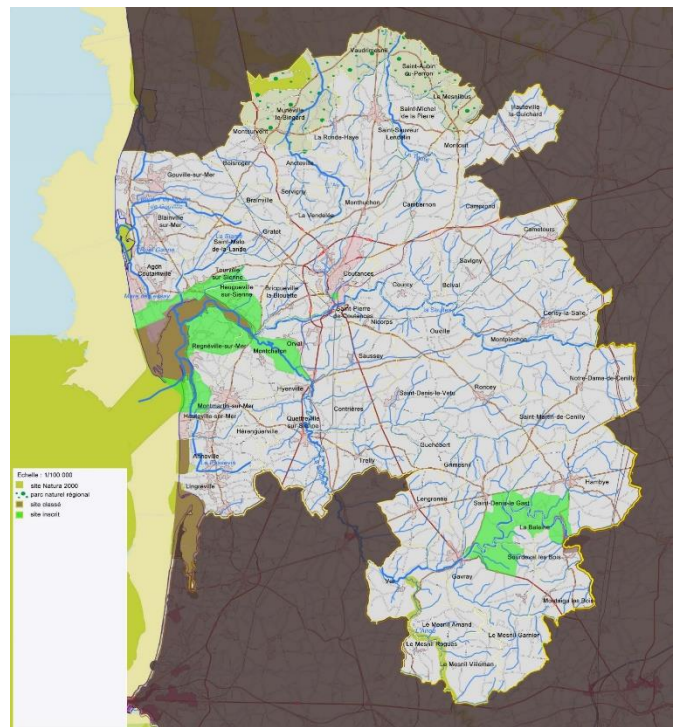 Vaudrimesnil
Saint-Aubin
du-Perron
Le Mesnilbus
Muneville
le-Bingard
Saint-Michel
de la Pierre
Hauteville
la-Guichard
Montsurvent
La Ronde-Haye
Saint-Sauveur
Lendelin
Montcuit
Geffosses
Boisroger
Ancteville
Gouville-sur-Mer
Servigny
Brainville
Monthuchon
Cambernon
Camprond
La Vendelée
Blainville
sur-Mer
Gratot
Cametours
Saint-Malo
de-la-Lande
Savigny
Agon
Coutainville
Tourville
sur-Sienne
Heugueville
sur-Sienne
Bricqueville
la-Blouette
Coutances
Courcy
Belval
Cerisy-la-Salle
Saint Pierre
de Coutances
Nicorps
Ouville
Montpinchon
Regnéville-sur-Mer
Orval
Montchaton
Saussey
Notre-Dame-de-Cenilly
Hyenville
Saint-Denis-le-Vêtu
Roncey
Montmartin-sur-Mer
Hauteville-sur-Mer
Contrières
Quettreville
sur-Sienne
Saint-Martin-de-Cenilly
Hérenguerville
Guéhébert
Annoville
Trelly
Grimesnil
Echelle : 1/100 000
site Natura 2000
parc naturel régional
site classé
site inscrit
Lingreville
Lengronne
Saint-Denis-le Gast
Hambye
La Baleine
Sourdeval les Bois
Gavray
Ver
Montaigu les Bois
Le Mesnil Amand
Le Mesnil Garnier
Le Mesnil Rogues
Le Mesnil Villeman